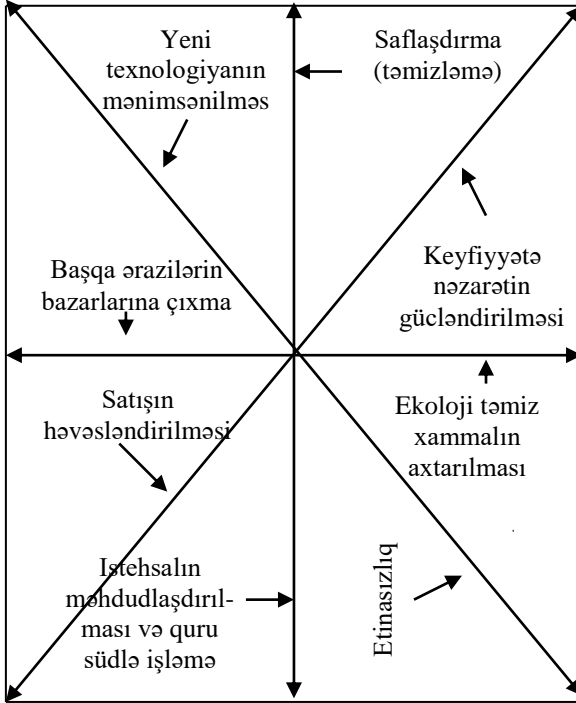 Yeni
texnologiyanın
mənimsənilməs
Saflaşdırma
(təmizləmə)
Başqa ərazilərin
bazarlarına çıxma
Keyfiyyətə
nəzarətin
gücləndirilməsi
Satışın
həvəsləndirilməsi
Ekoloji təmiz
xammalın
axtarılması
Istehsalın
məhdudlaşdırıl-
ması və quru
südlə işləmə
Etinasızlıq